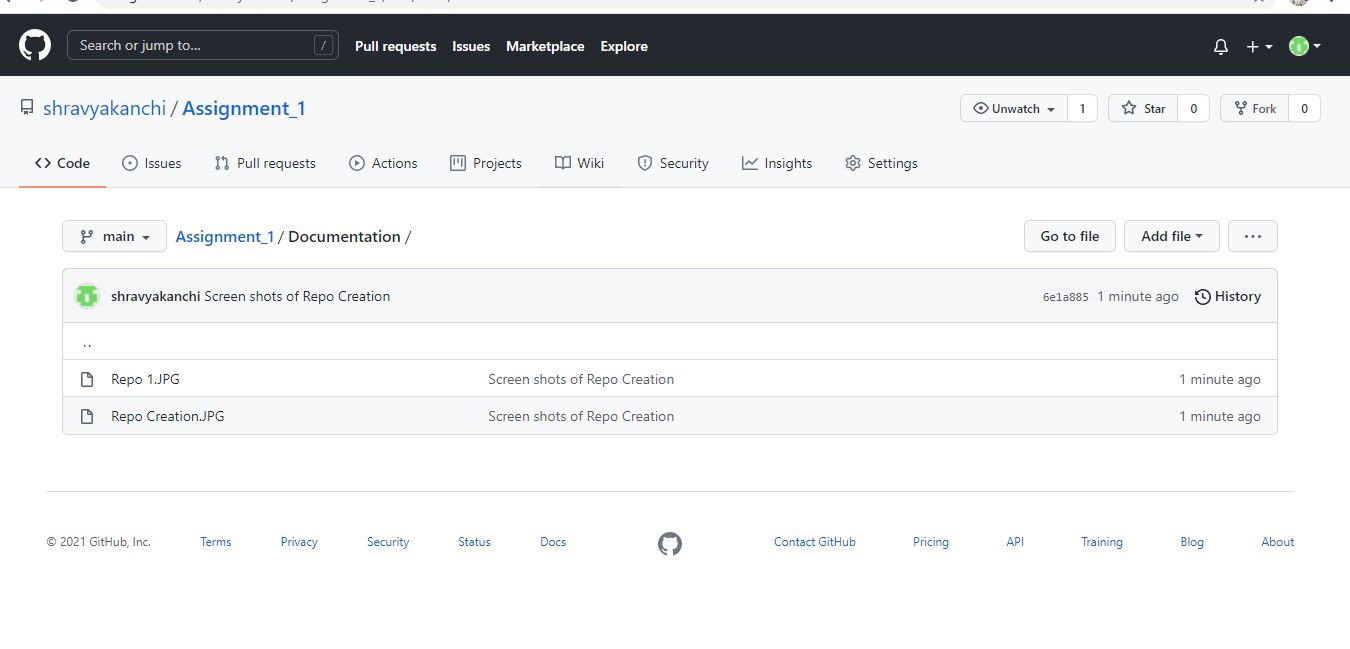 Search or jump to... / Pull requests Issues Marketplace Explore
shravyakanchi / Assignment_1 Unwatch 1 Star 0 Fork 0
Code Issues Pull requests Actions Projects Wiki Security Insights Settings
main Assignment_1 / Documentation / Go to file Add file ...
shravyakanchi Screen shots of Repo Creation 6e1a885 1 minute ago History
..
Repo 1.JPG Screen shots of Repo Creation 1 minute ago
Repo Creation.JPG Screen shots of Repo Creation 1 minute ago
© 2021 GitHub, Inc. Terms Privacy Security Status Docs Contact GitHub Pricing API Training Blog About